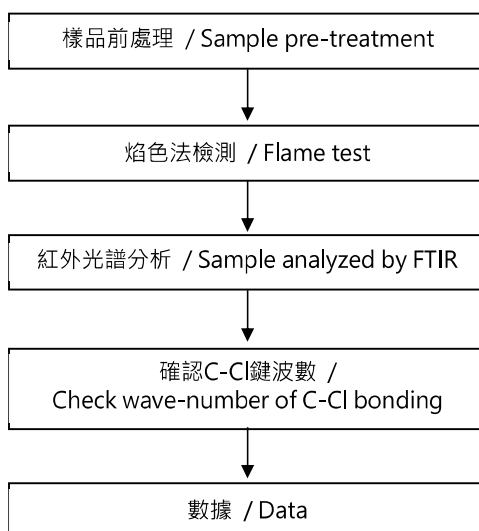 樣品前處理 / Sample pre-treatment
焰色法檢測 / Flame test
紅外光譜分析 / Sample analyzed by FTIR
確認C-Cl鍵波數 /
Check wave-number of C-Cl bonding
數據 / Data